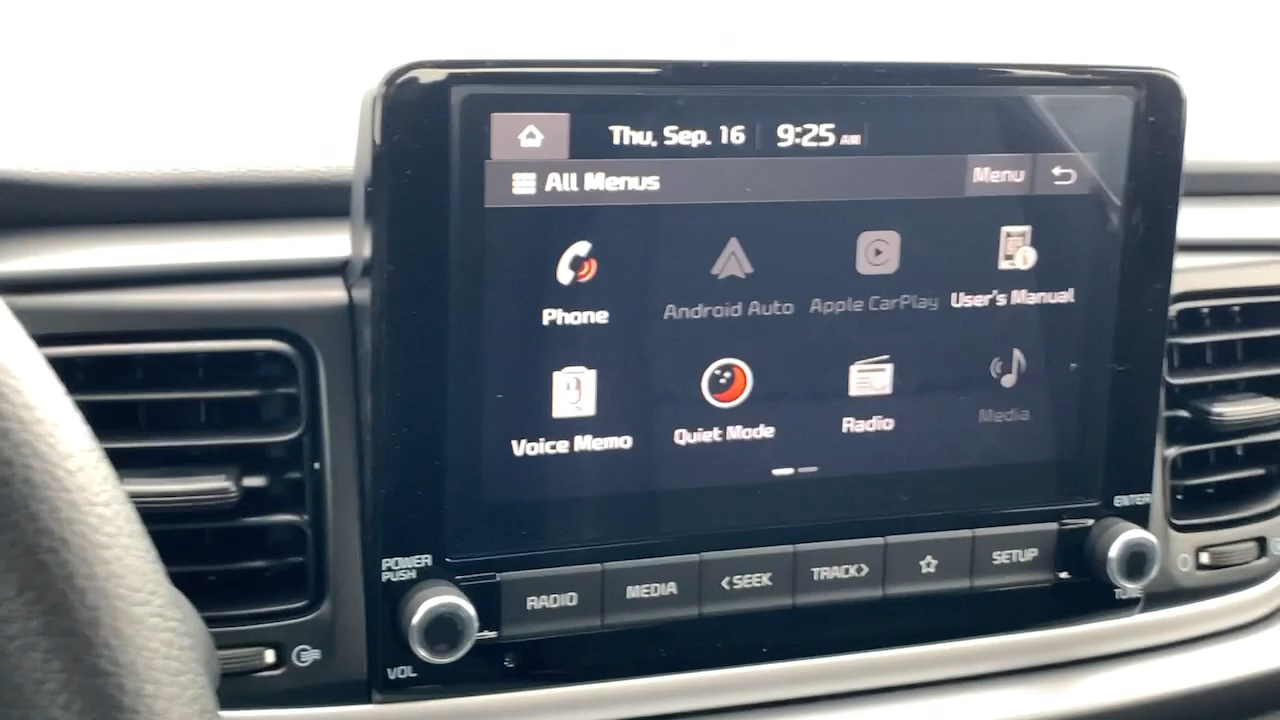 Thu, Sep. 16 9:25 AM
All Menus Menu
Phone Android Auto Apple CarPlay User's Manual
Voice Memo Quiet Mode Radio Media
ENTER
POWER
PUSH
RADIO MEDIA <SEEK TRACK> ☆ SETUP
TUNE
VOL